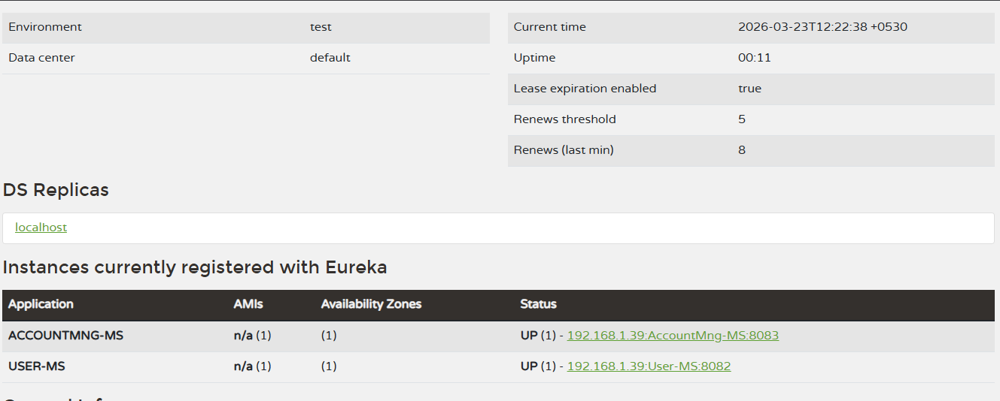 Environment test
Data center default
Current time 2026-03-23T12:22:38 +0530
Uptime 00:11
Lease expiration enabled true
Renews threshold 5
Renews (last min) 8
DS Replicas
localhost
Instances currently registered with Eureka
Application AMIs Availability Zones Status
ACCOUNTMNG-MS n/a (1) (1) UP (1) - 192.168.1.39:AccountMng-MS:8083
USER-MS n/a (1) (1) UP (1) - 192.168.1.39:User-MS:8082